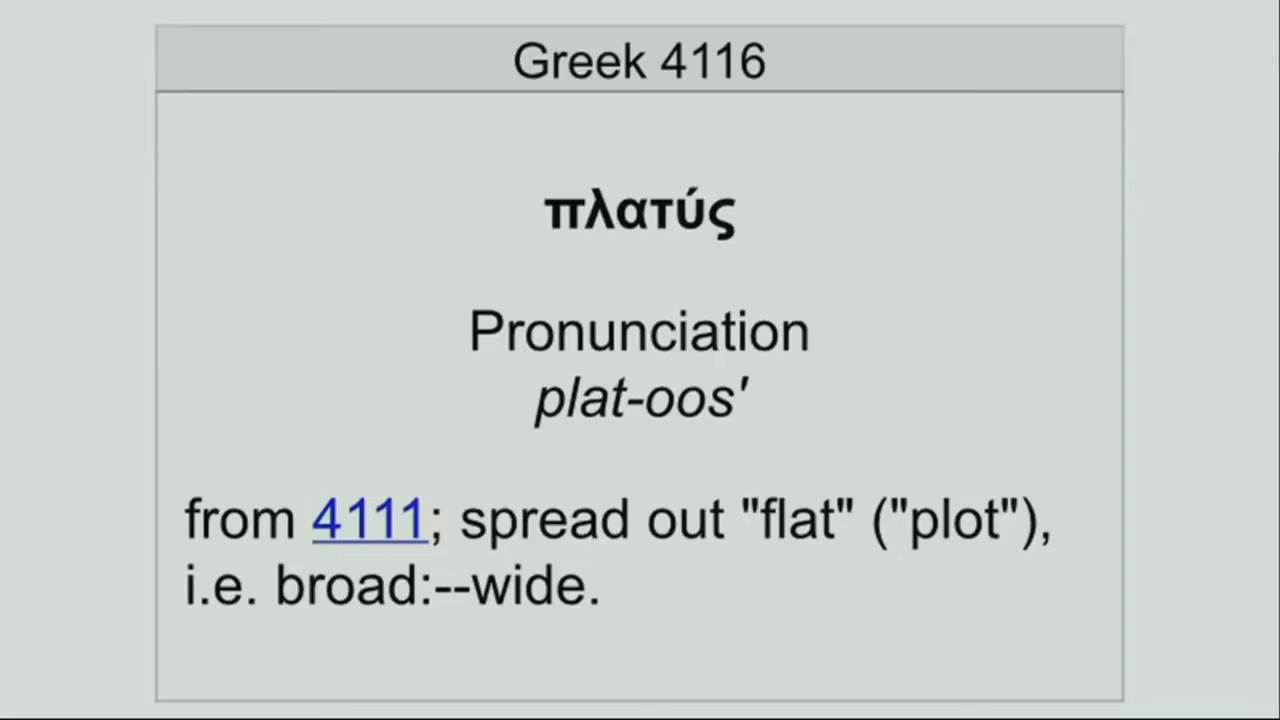 Greek 4116
πλατύς
Pronunciation
plat-oos'
from 4111; spread out "flat" ("plot"),
i.e. broad:--wide.